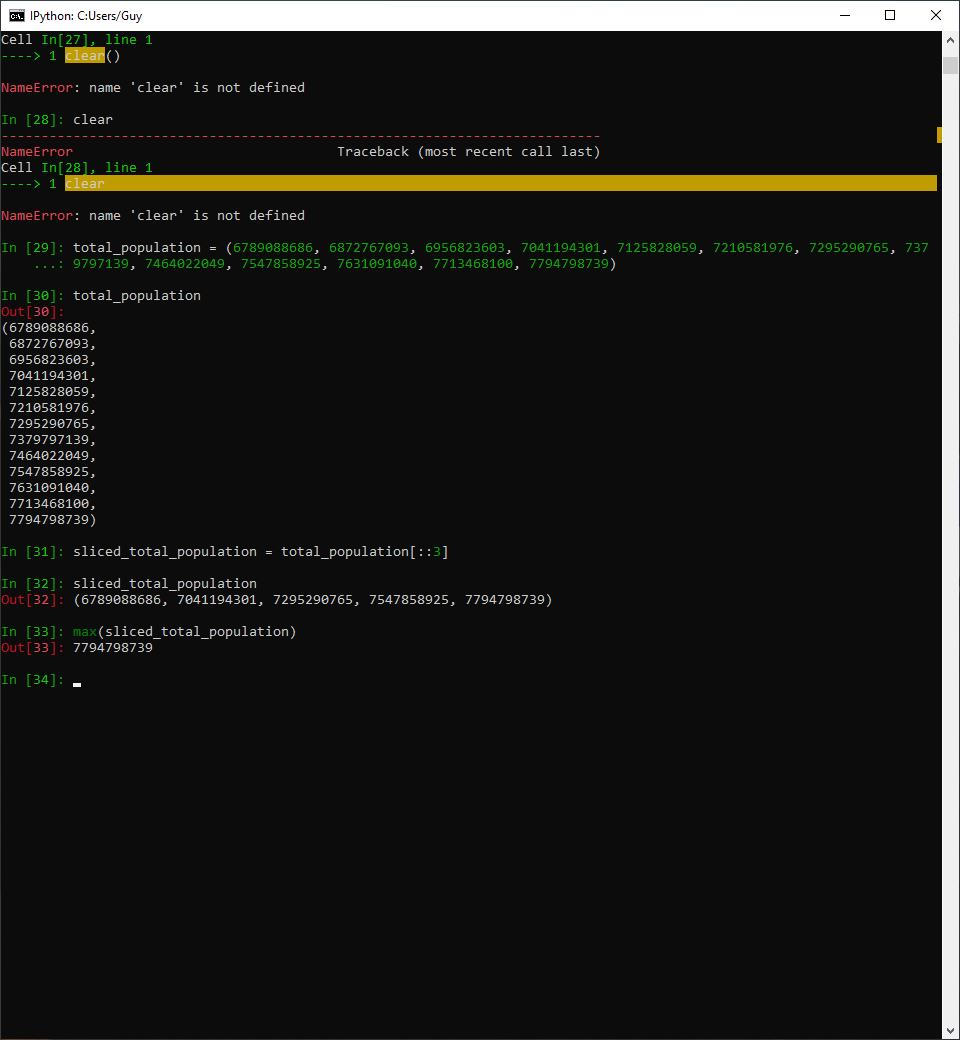 IPython: C:Users/Guy
Cell In[27], line 1
----> 1 clear()
NameError: name 'clear' is not defined
In [28]: clear
---------------------------------------------------------------------------
NameError                                 Traceback (most recent call last)
Cell In[28], line 1
----> 1 clear
NameError: name 'clear' is not defined
In [29]: total_population = (6789088686, 6872767093, 6956823603, 7041194301, 7125828059, 7210581976, 7295290765, 737
    ...: 9797139, 7464022049, 7547858925, 7631091040, 7713468100, 7794798739)
In [30]: total_population
Out[30]:
(6789088686,
 6872767093,
 6956823603,
 7041194301,
 7125828059,
 7210581976,
 7295290765,
 7379797139,
 7464022049,
 7547858925,
 7631091040,
 7713468100,
 7794798739)
In [31]: sliced_total_population = total_population[::3]
In [32]: sliced_total_population
Out[32]: (6789088686, 7041194301, 7295290765, 7547858925, 7794798739)
In [33]: max(sliced_total_population)
Out[33]: 7794798739
In [34]: